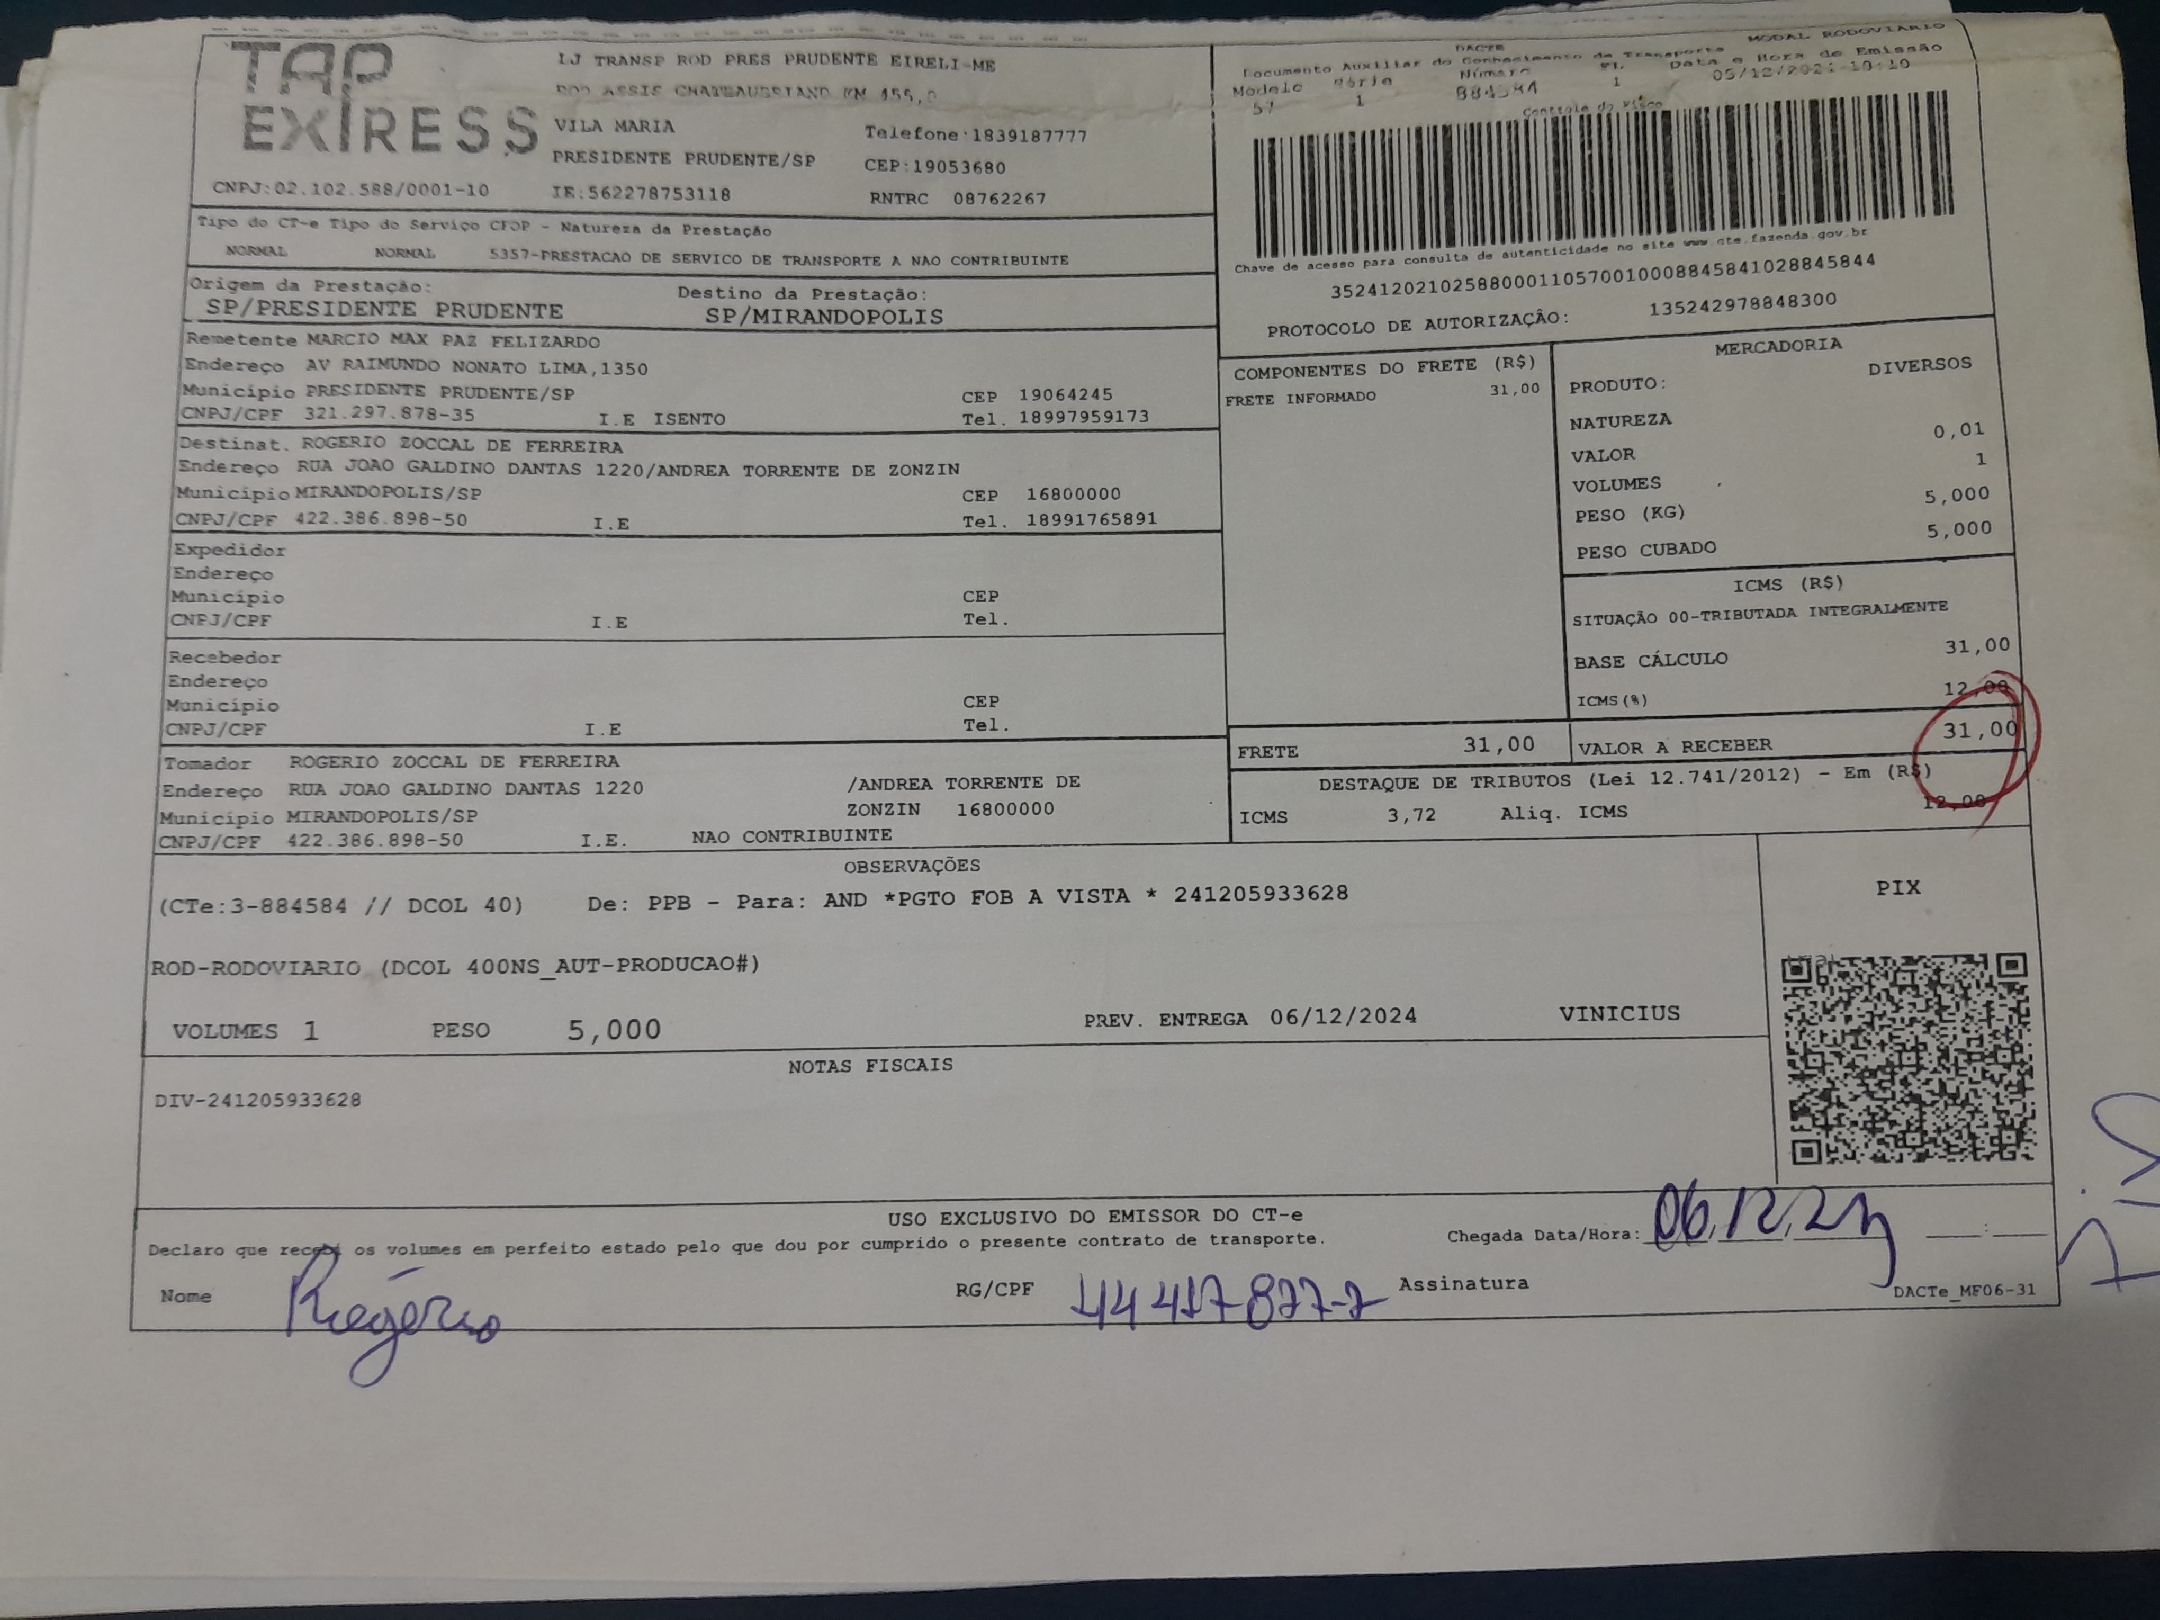 TAP EXIRESS
LJ TRANSP ROD PRES PRUDENTE EIRELI-ME
ROD ASSIS CHATEAUBRIAND KM 455,0
VILA MARIA Telefone:1839187777
PRESIDENTE PRUDENTE/SP CEP:19053680
CNPJ:02.102.588/0001-10 IE:562278753118 RNTRC 08762267
MODAL RODOVIARIO
DACTE
Documento Auxiliar do Conhecimento de Transporte
Modelo Série Número FL Data e Hora de Emissão
57 1 884584 1 05/12/2024
Controle do Fisco
Chave de acesso para consulta de autenticidade no site www.cte.fazenda.gov.br
35241202102588000110570010008845841028845844
PROTOCOLO DE AUTORIZAÇÃO: 135242978848300
Tipo do CT-e Tipo do Serviço CFOP - Natureza da Prestação
NORMAL NORMAL 5357-PRESTACAO DE SERVICO DE TRANSPORTE A NAO CONTRIBUINTE
Origem da Prestação: Destino da Prestação:
SP/PRESIDENTE PRUDENTE SP/MIRANDOPOLIS
Remetente MARCIO MAX PAZ FELIZARDO
Endereço AV RAIMUNDO NONATO LIMA,1350
Município PRESIDENTE PRUDENTE/SP CEP 19064245
CNPJ/CPF 321.297.878-35 I.E ISENTO Tel. 18997959173
Destinat. ROGERIO ZOCCAL DE FERREIRA
Endereço RUA JOAO GALDINO DANTAS 1220/ANDREA TORRENTE DE ZONZIN
Município MIRANDOPOLIS/SP CEP 16800000
CNPJ/CPF 422.386.898-50 I.E Tel. 18991765891
Expedidor
Endereço
Município CEP
CNPJ/CPF I.E Tel.
Recebedor
Endereço
Município CEP
CNPJ/CPF I.E Tel.
Tomador ROGERIO ZOCCAL DE FERREIRA
Endereço RUA JOAO GALDINO DANTAS 1220 /ANDREA TORRENTE DE
Município MIRANDOPOLIS/SP ZONZIN 16800000
CNPJ/CPF 422.386.898-50 I.E. NAO CONTRIBUINTE
COMPONENTES DO FRETE (R$)
FRETE INFORMADO 31,00
MERCADORIA
PRODUTO: DIVERSOS
NATUREZA
VALOR 0,01
VOLUMES 1
PESO (KG) 5,000
PESO CUBADO 5,000
ICMS (R$)
SITUAÇÃO 00-TRIBUTADA INTEGRALMENTE
BASE CÁLCULO 31,00
ICMS(%) 12,00
FRETE 31,00 VALOR A RECEBER 31,00
DESTAQUE DE TRIBUTOS (Lei 12.741/2012) - Em (R$)
ICMS 3,72 Aliq. ICMS 12,00
OBSERVAÇÕES
(CTe:3-884584 // DCOL 40) De: PPB - Para: AND *PGTO FOB A VISTA * 241205933628
ROD-RODOVIARIO (DCOL 400NS_AUT-PRODUCAO#)
VOLUMES 1 PESO 5,000 PREV. ENTREGA 06/12/2024 VINICIUS
PIX
NOTAS FISCAIS
DIV-241205933628
USO EXCLUSIVO DO EMISSOR DO CT-e
Declaro que recebi os volumes em perfeito estado pelo que dou por cumprido o presente contrato de transporte. Chegada Data/Hora: 06.12.24
Nome Rogério RG/CPF 44417877-7 Assinatura DACTe_MF06-31